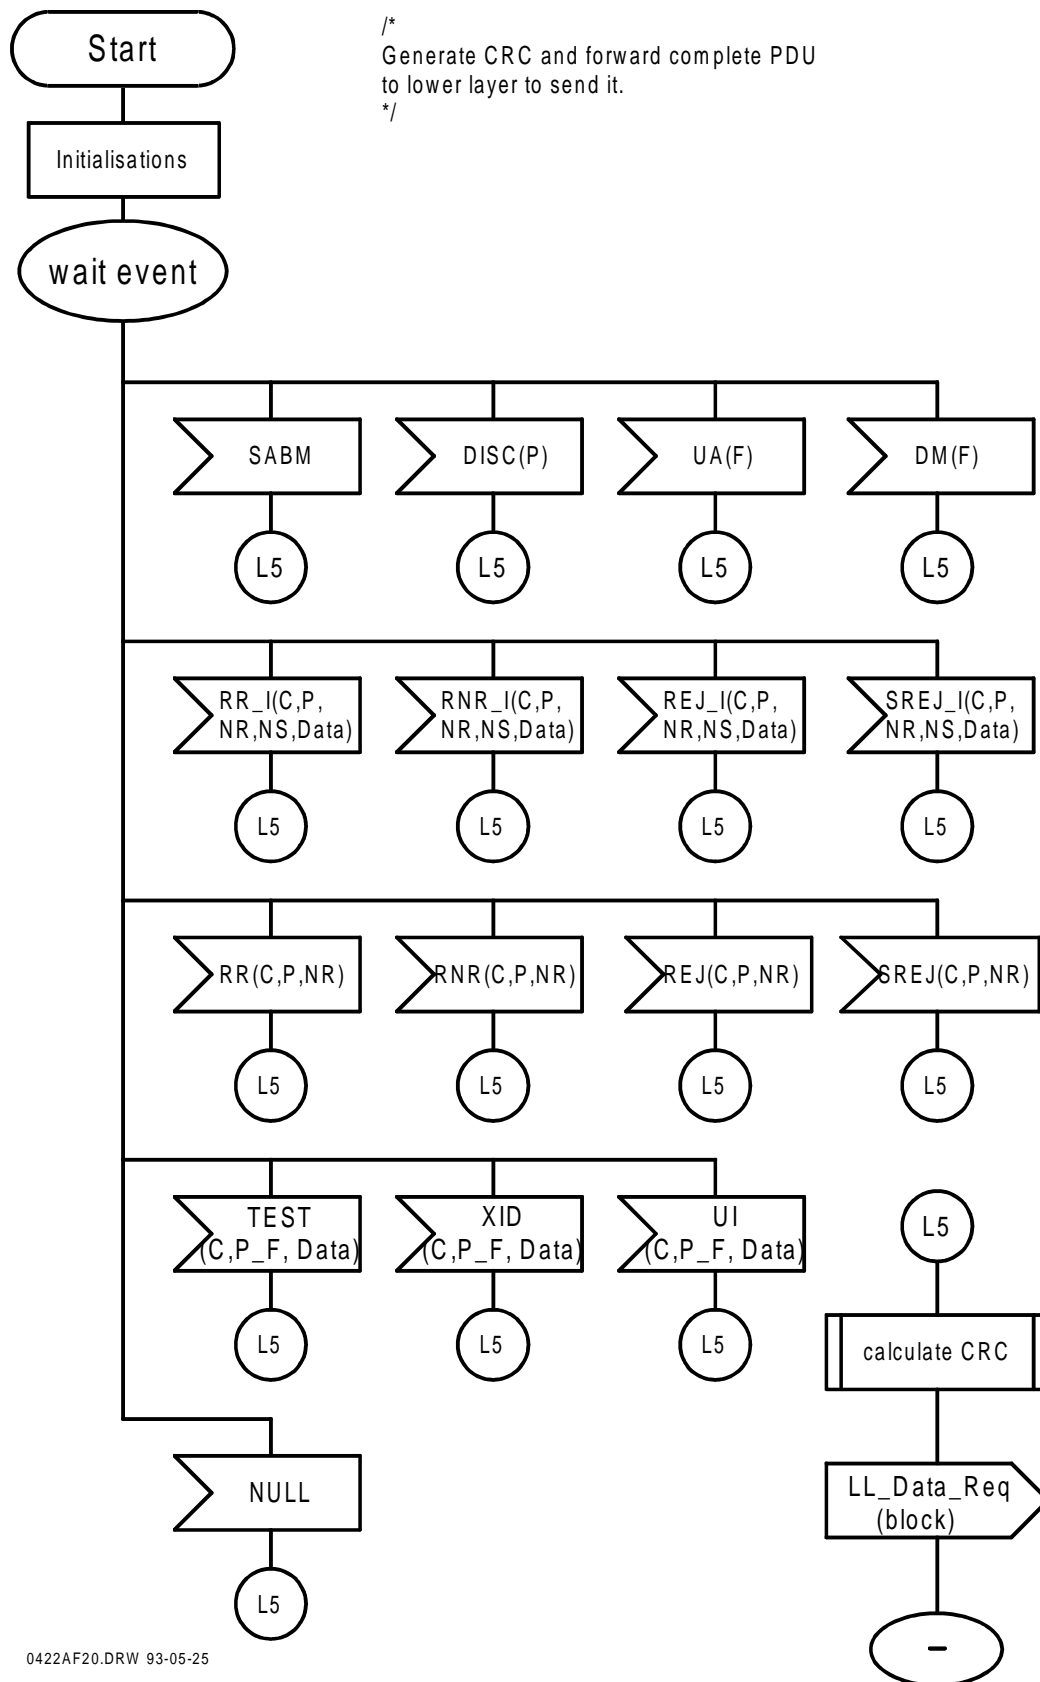 Start
/*
Generate CRC and forward complete PDU
to lower layer to send it.
*/
Initialisations
wait event
SABM
DISC(P)
UA(F)
DM(F)
L5
L5
L5
L5
RR_I(C,P,
NR,NS,Data)
RNR_I(C,P,
NR,NS,Data)
REJ_I(C,P,
NR,NS,Data)
SREJ_I(C,P,
NR,NS,Data)
L5
L5
L5
L5
RR(C,P,NR)
RNR(C,P,NR)
REJ(C,P,NR)
SREJ(C,P,NR)
L5
L5
L5
L5
TEST
(C,P_F, Data)
XID
(C,P_F, Data)
UI
(C,P_F, Data)
L5
L5
L5
L5
calculate CRC
NULL
LL_Data_Req
(block)
L5
-
0422AF20.DRW 93-05-25